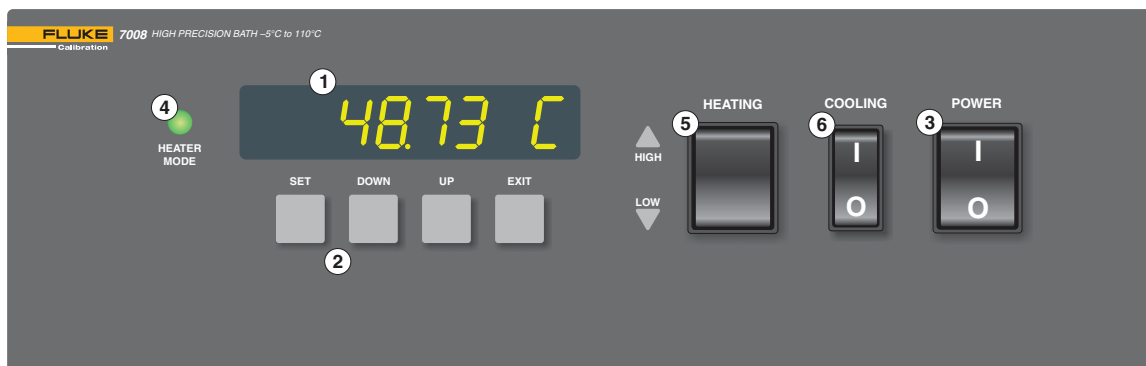 FLUKE 7008 HIGH PRECISION BATH –5°C to 110°C
Calibration
1
48.73 C
4
HEATER
MODE
SET DOWN UP EXIT
2
HEATING COOLING POWER
5 6 3
HIGH
LOW
I I
O O